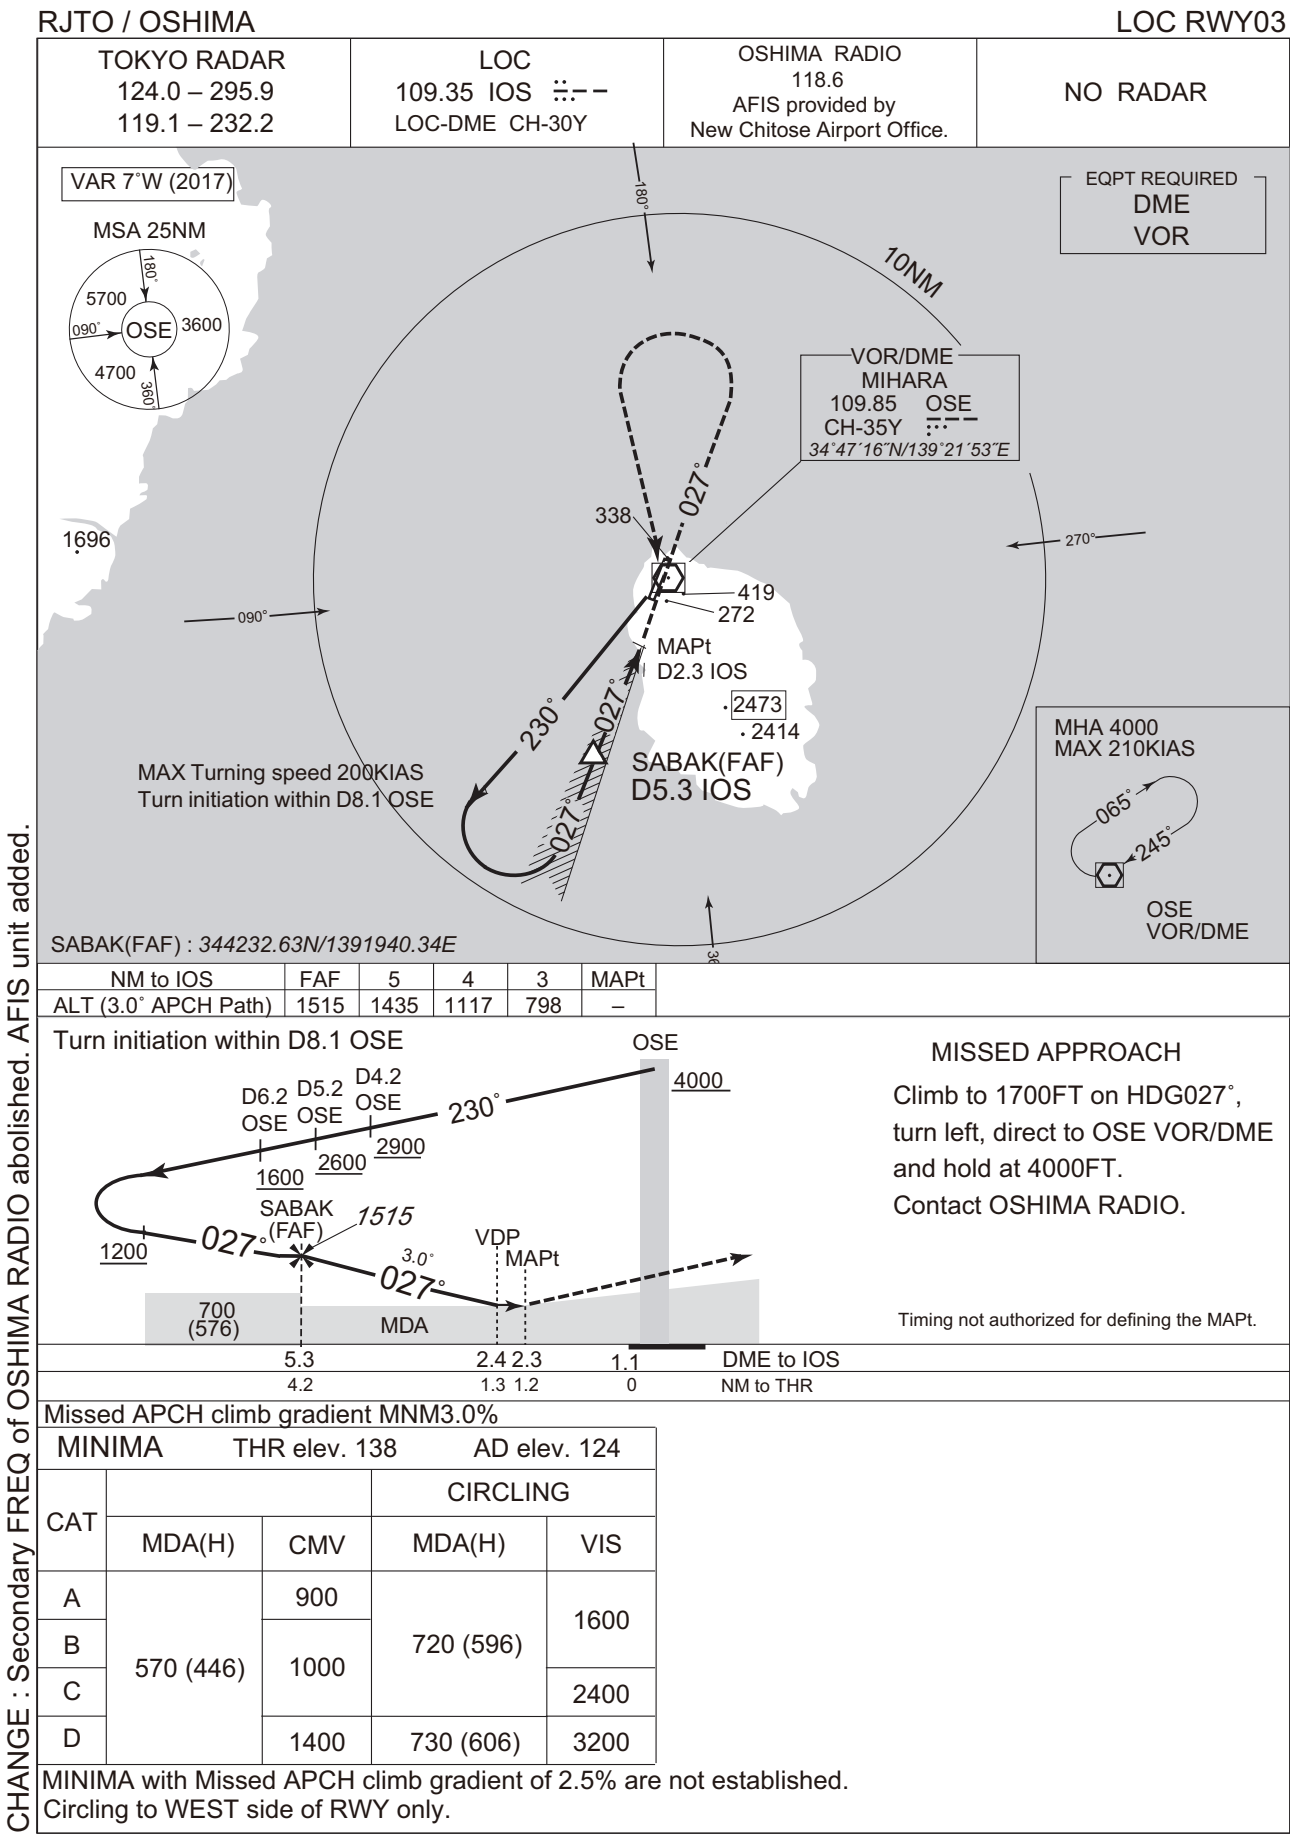 RJTO / OSHIMA
LOC RWY03
TOKYO RADAR
124.0 – 295.9
119.1 – 232.2
LOC
109.35 IOS
LOC-DME CH-30Y
OSHIMA RADIO
118.6
AFIS provided by
New Chitose Airport Office.
NO RADAR
VAR 7°W (2017)
MSA 25NM
180°
5700
3600
090°
OSE
4700
360°
180°
EQPT REQUIRED
DME
VOR
10NM
VOR/DME
MIHARA
109.85 OSE
CH-35Y
34°47´16˝N/139°21´53˝E
027°
338
1696
270°
090°
419
272
MAPt
D2.3 IOS
027°
230°
2473
2414
SABAK(FAF)
D5.3 IOS
MAX Turning speed 200KIAS
Turn initiation within D8.1 OSE
027°
MHA 4000
MAX 210KIAS
065°
245°
OSE
VOR/DME
SABAK(FAF) : 344232.63N/1391940.34E
36
NM to IOS FAF 5 4 3 MAPt
ALT (3.0° APCH Path) 1515 1435 1117 798 –
Turn initiation within D8.1 OSE
OSE
D6.2
OSE
D5.2
OSE
D4.2
OSE
230°
4000
2900
2600
1600
SABAK
(FAF)
1515
1200
027°
3.0°
027°
VDP
MAPt
700
(576)
MDA
MISSED APPROACH
Climb to 1700FT on HDG027°,
turn left, direct to OSE VOR/DME
and hold at 4000FT.
Contact OSHIMA RADIO.
Timing not authorized for defining the MAPt.
5.3 2.4 2.3 1.1 DME to IOS
4.2 1.3 1.2 0 NM to THR
Missed APCH climb gradient MNM3.0%
MINIMA THR elev. 138 AD elev. 124
CAT
CIRCLING
MDA(H) CMV MDA(H) VIS
A 900
B
C
D
570 (446)
1000
1400
720 (596)
730 (606)
1600
2400
3200
MINIMA with Missed APCH climb gradient of 2.5% are not established.
Circling to WEST side of RWY only.
CHANGE : Secondary FREQ of OSHIMA RADIO abolished. AFIS unit added.